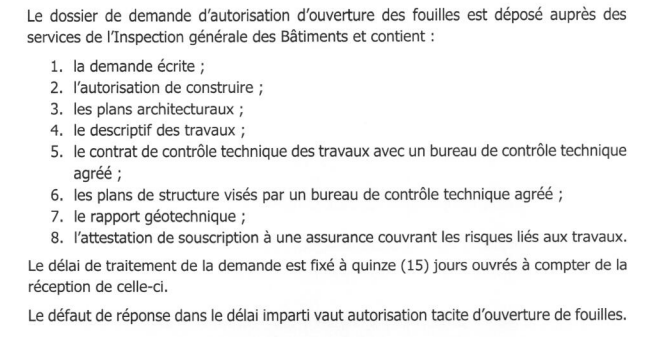 Le dossier de demande d'autorisation d'ouverture des fouilles est déposé auprès des
services de l'Inspection générale des Bâtiments et contient :
1. la demande écrite ;
2. l'autorisation de construire ;
3. les plans architecturaux ;
4. le descriptif des travaux ;
5. le contrat de contrôle technique des travaux avec un bureau de contrôle technique
agréé ;
6. les plans de structure visés par un bureau de contrôle technique agréé ;
7. le rapport géotechnique ;
8. l'attestation de souscription à une assurance couvrant les risques liés aux travaux.
Le délai de traitement de la demande est fixé à quinze (15) jours ouvrés à compter de la
réception de celle-ci.
Le défaut de réponse dans le délai imparti vaut autorisation tacite d'ouverture de fouilles.